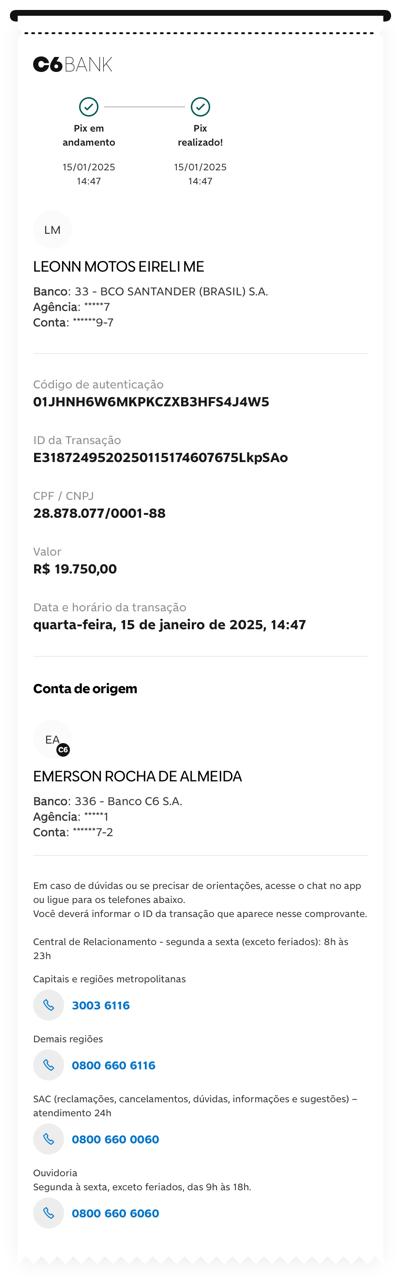 C6BANK
Pix em
andamento
Pix
realizado!
15/01/2025
14:47
15/01/2025
14:47
LM
LEONN MOTOS EIRELI ME
Banco: 33 - BCO SANTANDER (BRASIL) S.A.
Agência: *****7
Conta: ******9-7
Código de autenticação
01JHNH6W6MKPKCZXB3HFS4J4W5
ID da Transação
E3187249520250115174607675LkpSAo
CPF / CNPJ
28.878.077/0001-88
Valor
R$ 19.750,00
Data e horário da transação
quarta-feira, 15 de janeiro de 2025, 14:47
Conta de origem
EA
C6
EMERSON ROCHA DE ALMEIDA
Banco: 336 - Banco C6 S.A.
Agência: *****1
Conta: ******7-2
Em caso de dúvidas ou se precisar de orientações, acesse o chat no app
ou ligue para os telefones abaixo.
Você deverá informar o ID da transação que aparece nesse comprovante.
Central de Relacionamento - segunda a sexta (exceto feriados): 8h às
23h
Capitais e regiões metropolitanas
3003 6116
Demais regiões
0800 660 6116
SAC (reclamações, cancelamentos, dúvidas, informações e sugestões) –
atendimento 24h
0800 660 0060
Ouvidoria
Segunda à sexta, exceto feriados, das 9h às 18h.
0800 660 6060